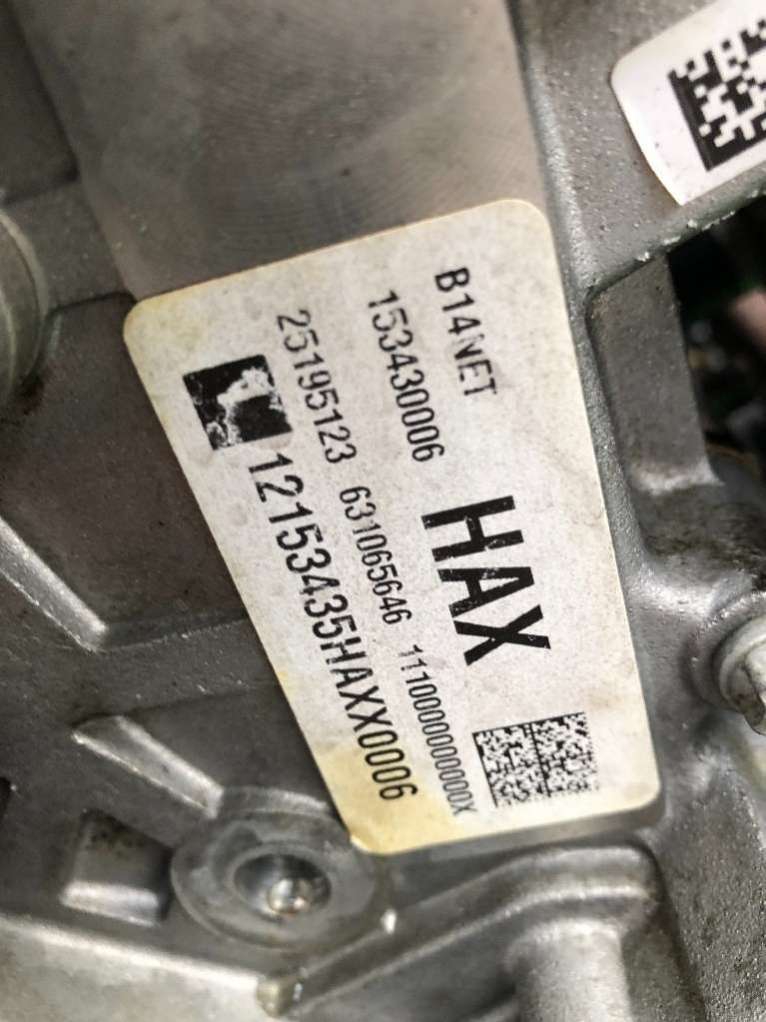 B14NET
153430006 HAX
25195123 631065646 1110000000000X
12153435HAXX0006